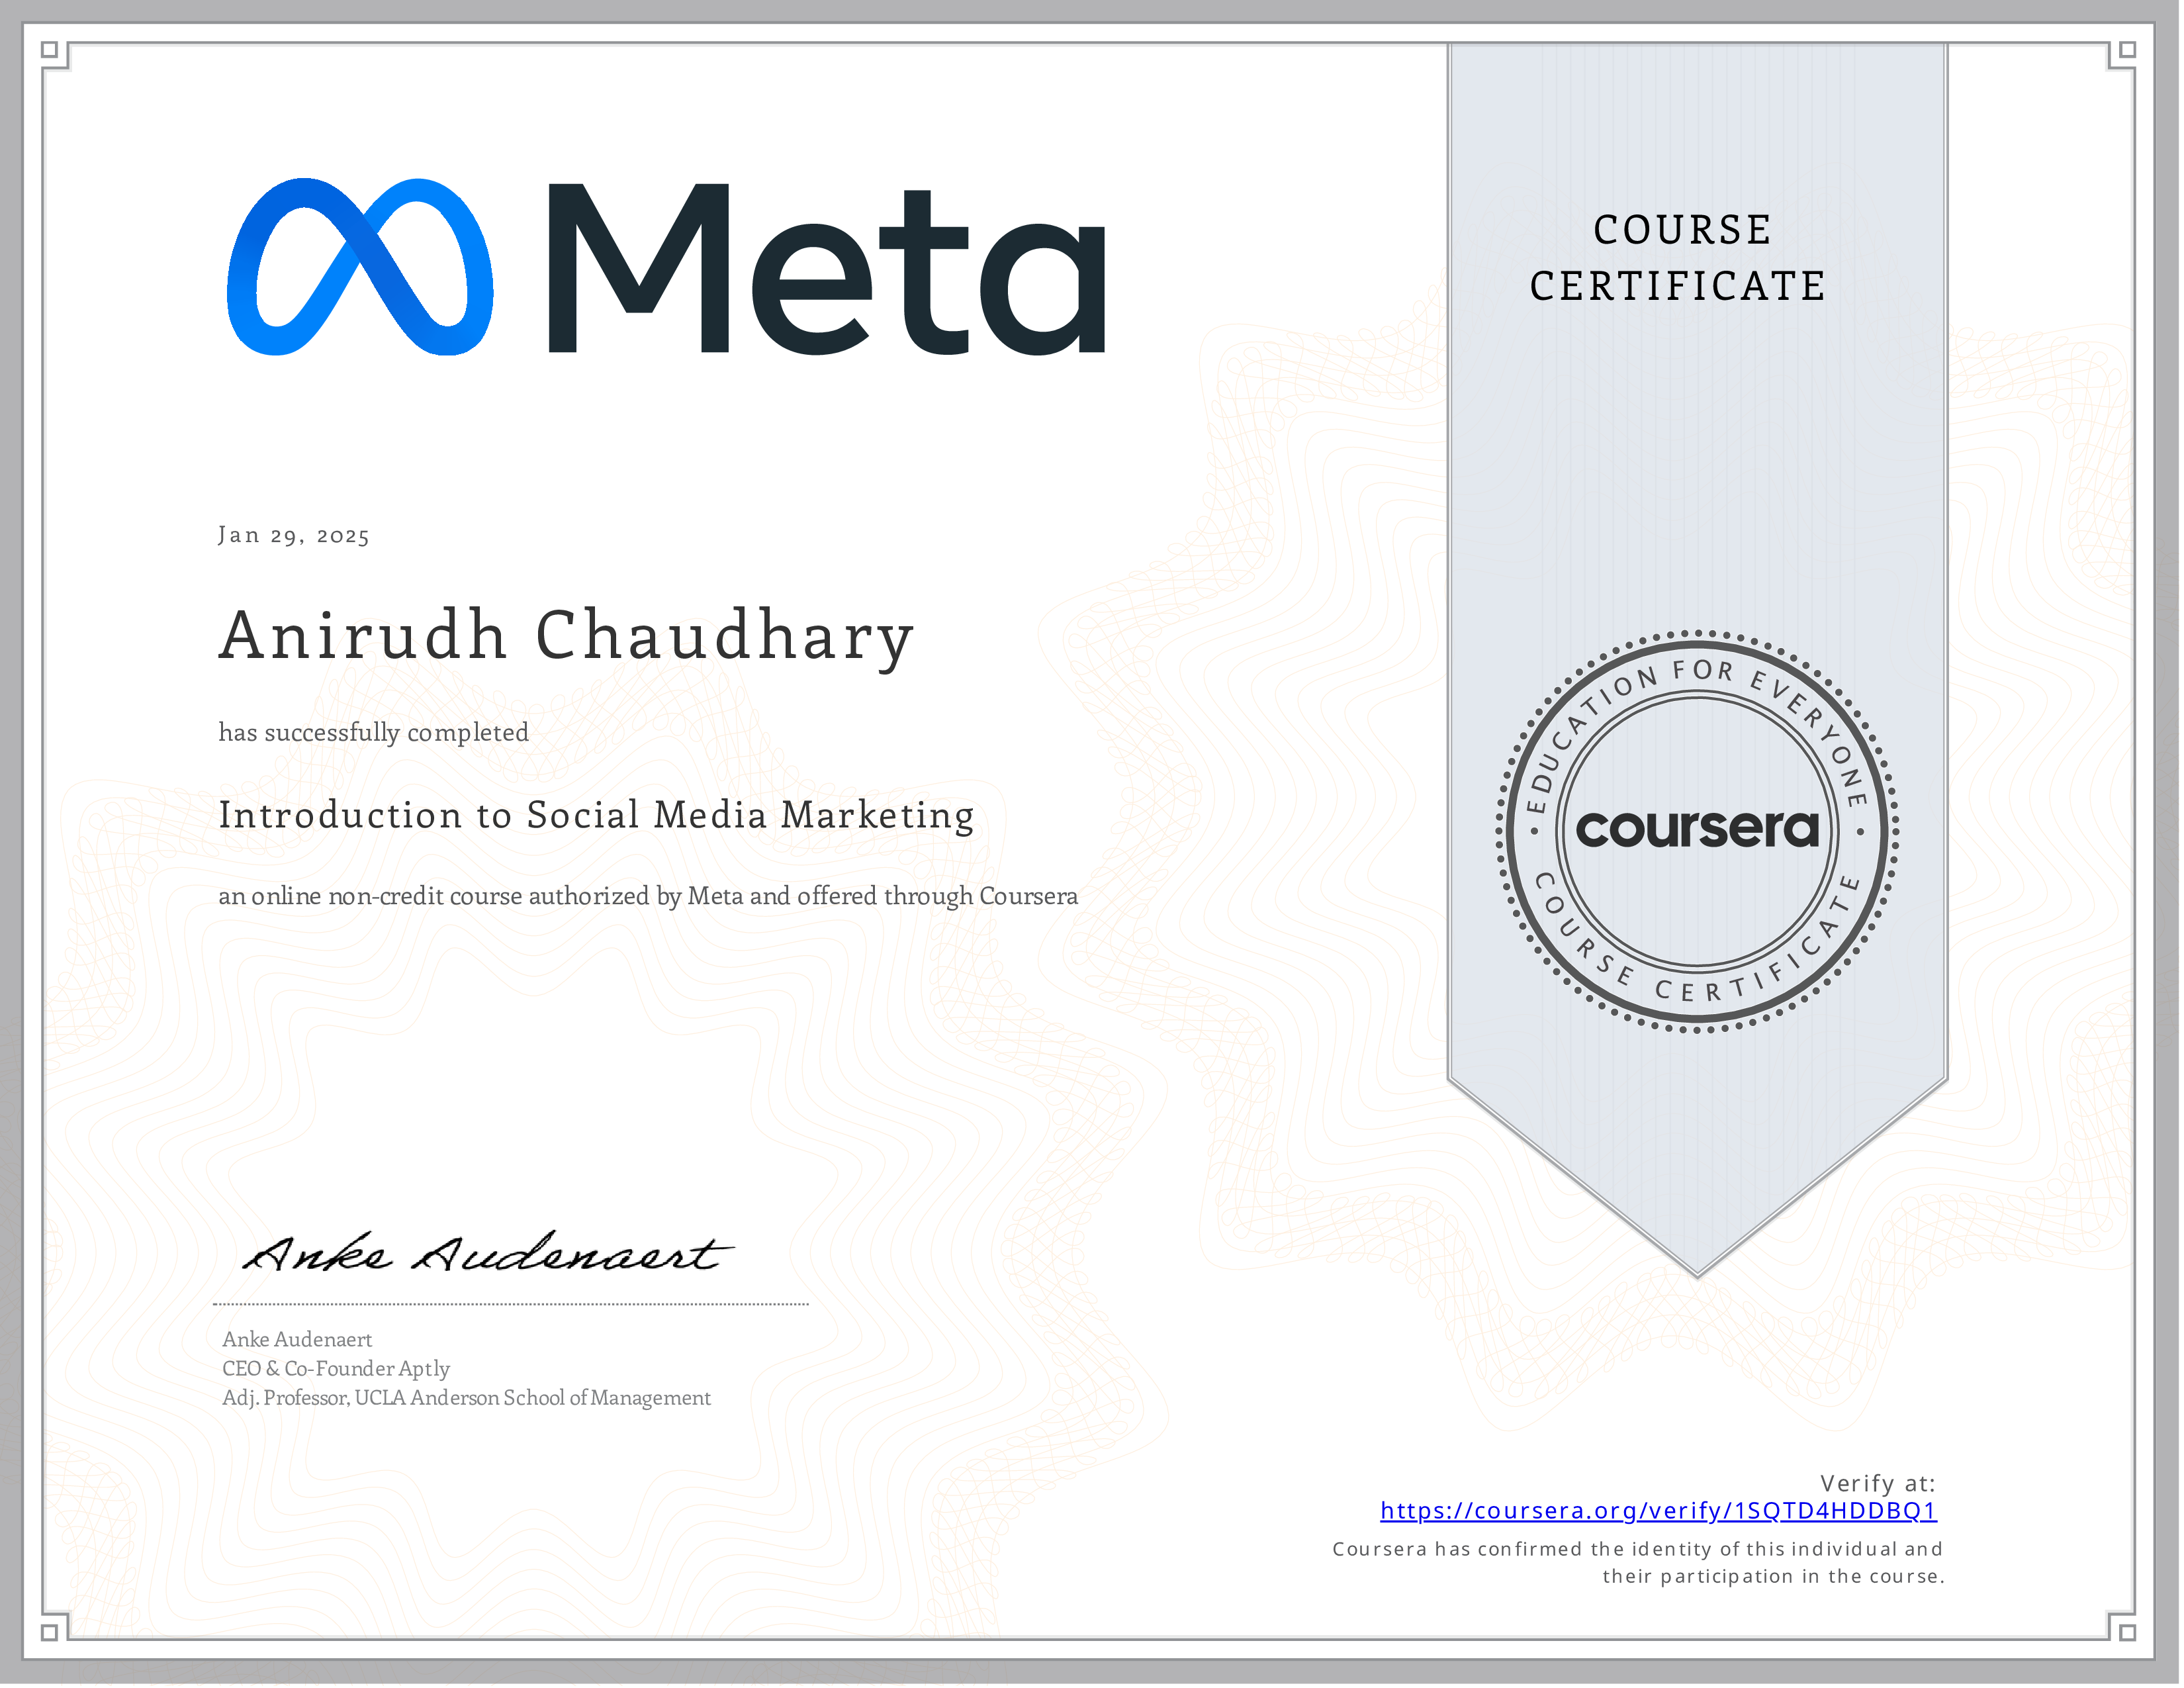 Meta
COURSE
CERTIFICATE
Jan 29, 2025
Anirudh Chaudhary
has successfully completed
Introduction to Social Media Marketing
an online non-credit course authorized by Meta and offered through Coursera
EDUCATION FOR EVERYONE
coursera
COURSE CERTIFICATE
Anke Audenaert
Anke Audenaert
CEO & Co-Founder Aptly
Adj. Professor, UCLA Anderson School of Management
Verify at:
https://coursera.org/verify/1SQTD4HDDBQ1
Coursera has confirmed the identity of this individual and
their participation in the course.